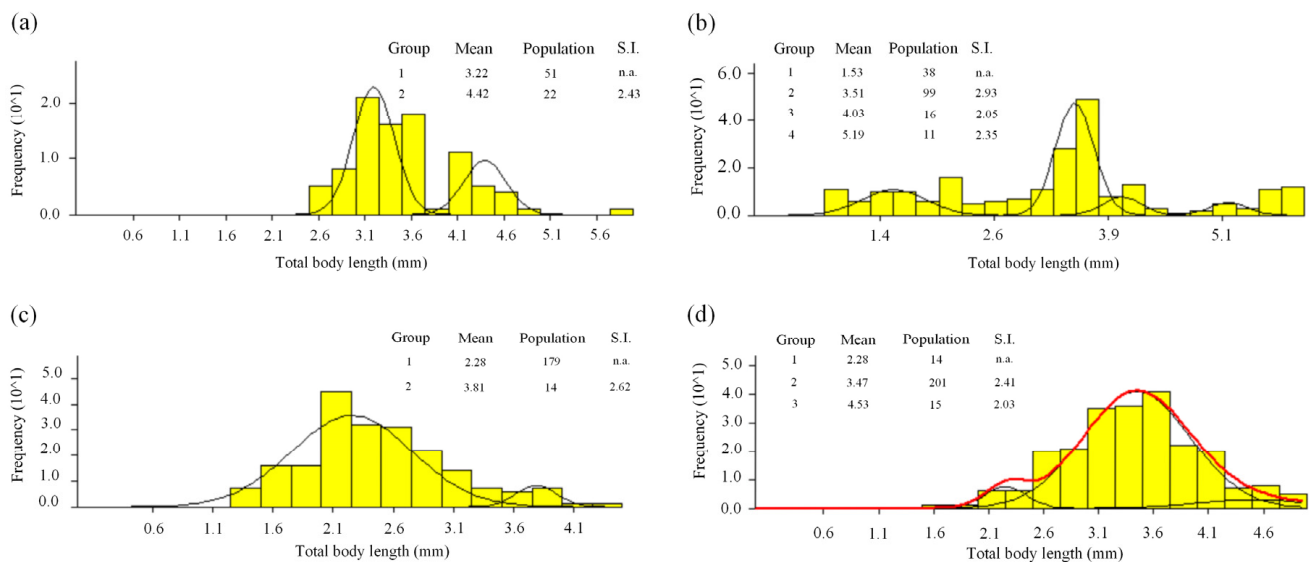 (a)
Group Mean Population S.I.
1 3.22 51 n.a.
2 4.42 22 2.43
Frequency (10^1)
2.0
1.0
0.0
0.6 1.1 1.6 2.1 2.6 3.1 3.6 4.1 4.6 5.1 5.6
Total body length (mm)
(b)
Group Mean Population S.I.
1 1.53 38 n.a.
2 3.51 99 2.93
3 4.03 16 2.05
4 5.19 11 2.35
Frequency (10^1)
6.0
4.0
2.0
0.0
1.4 2.6 3.9 5.1
Total body length (mm)
(c)
Group Mean Population S.I.
1 2.28 179 n.a.
2 3.81 14 2.62
Frequency (10^1)
5.0
4.0
3.0
2.0
1.0
0.0
0.6 1.1 1.6 2.1 2.6 3.1 3.6 4.1
Total body length (mm)
(d)
Group Mean Population S.I.
1 2.28 14 n.a.
2 3.47 201 2.41
3 4.53 15 2.03
Frequency (10^1)
5.0
4.0
3.0
2.0
1.0
0.0
0.6 1.1 1.6 2.1 2.6 3.1 3.6 4.1 4.6
Total body length (mm)